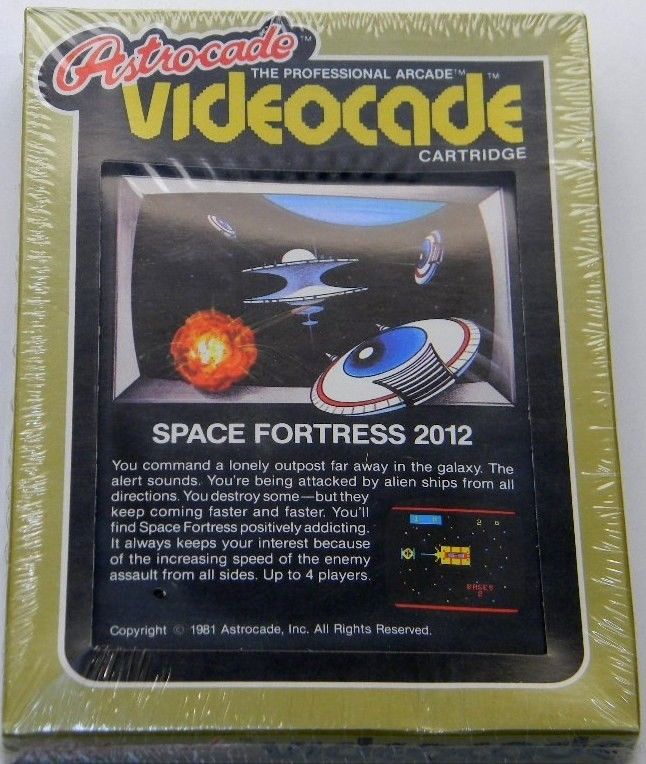 Astrocade™
THE PROFESSIONAL ARCADE™
VIDEOCADE™
CARTRIDGE
SPACE FORTRESS 2012
You command a lonely outpost far away in the galaxy. The
alert sounds. You're being attacked by alien ships from all
directions. You destroy some—but they
keep coming faster and faster. You'll
find Space Fortress positively addicting.
It always keeps your interest because
of the increasing speed of the enemy
assault from all sides. Up to 4 players.
BASES
2
Copyright © 1981 Astrocade, Inc. All Rights Reserved.